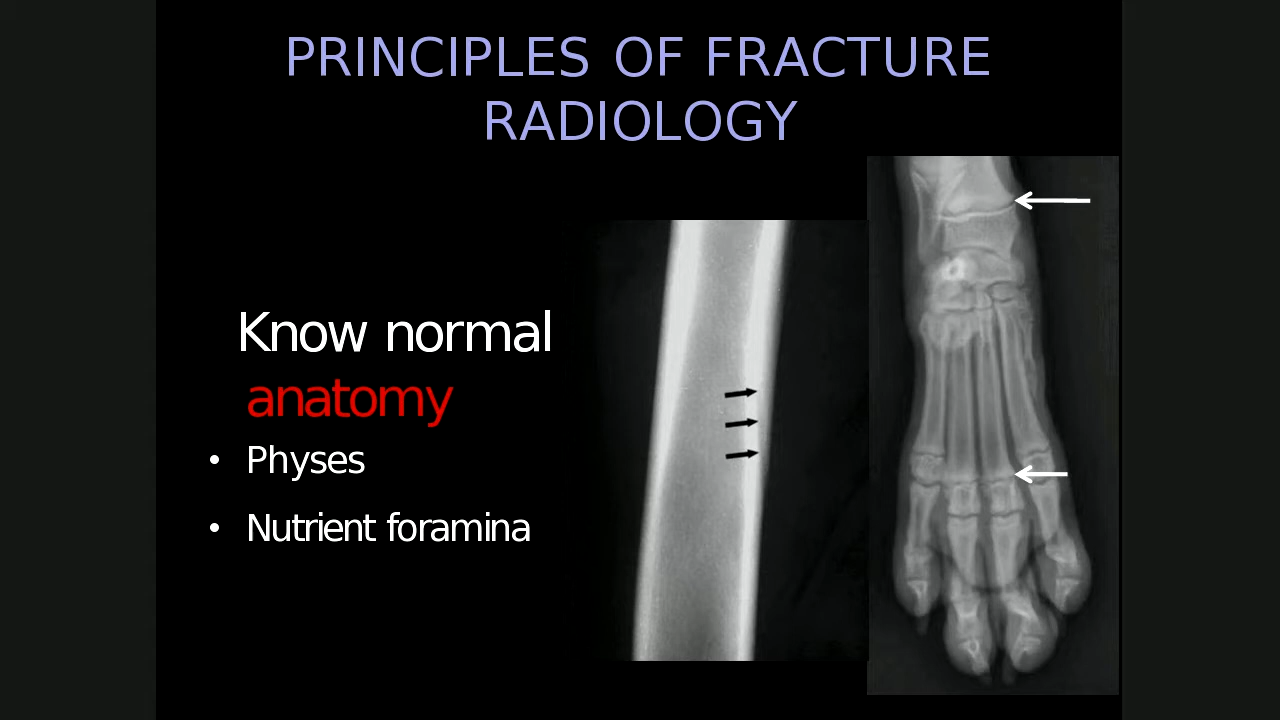 PRINCIPLES OF FRACTURE
RADIOLOGY
Know normal
anatomy
• Physes
• Nutrient foramina